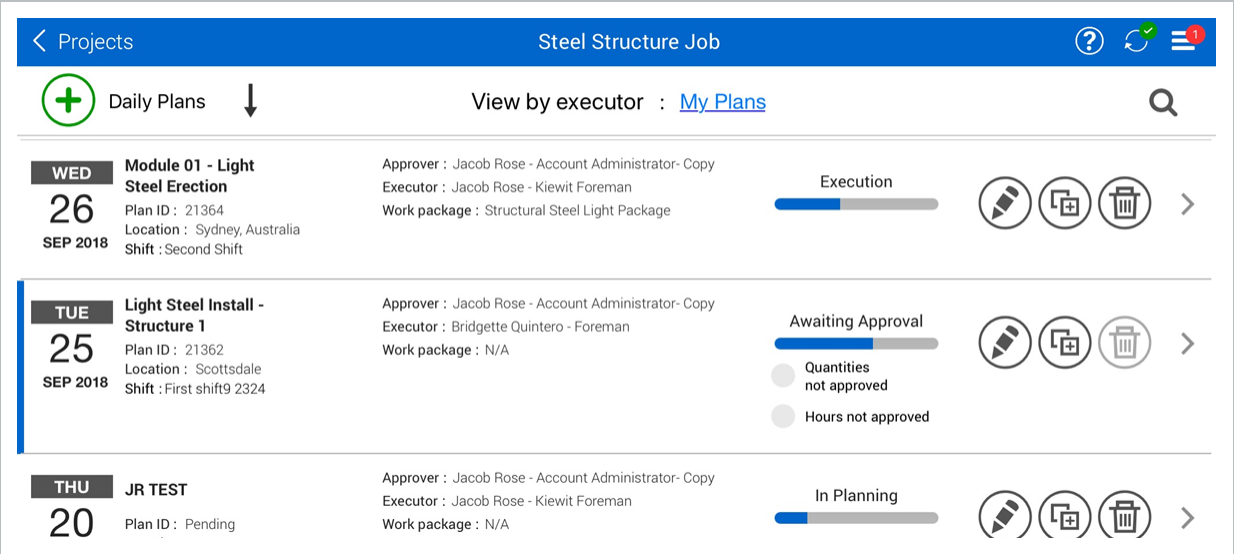 Projects
Steel Structure Job
1
Daily Plans
View by executor : My Plans
WED
26
SEP 2018
Module 01 - Light
Steel Erection
Plan ID : 21364
Location : Sydney, Australia
Shift : Second Shift
Approver : Jacob Rose - Account Administrator- Copy
Executor : Jacob Rose - Kiewit Foreman
Work package : Structural Steel Light Package
Execution
TUE
25
SEP 2018
Light Steel Install -
Structure 1
Plan ID : 21362
Location : Scottsdale
Shift : First shift9 2324
Approver : Jacob Rose - Account Administrator- Copy
Executor : Bridgette Quintero - Foreman
Work package : N/A
Awaiting Approval
Quantities
not approved
Hours not approved
THU
20
JR TEST
Plan ID : Pending
Approver : Jacob Rose - Account Administrator- Copy
Executor : Jacob Rose - Kiewit Foreman
Work package : N/A
In Planning